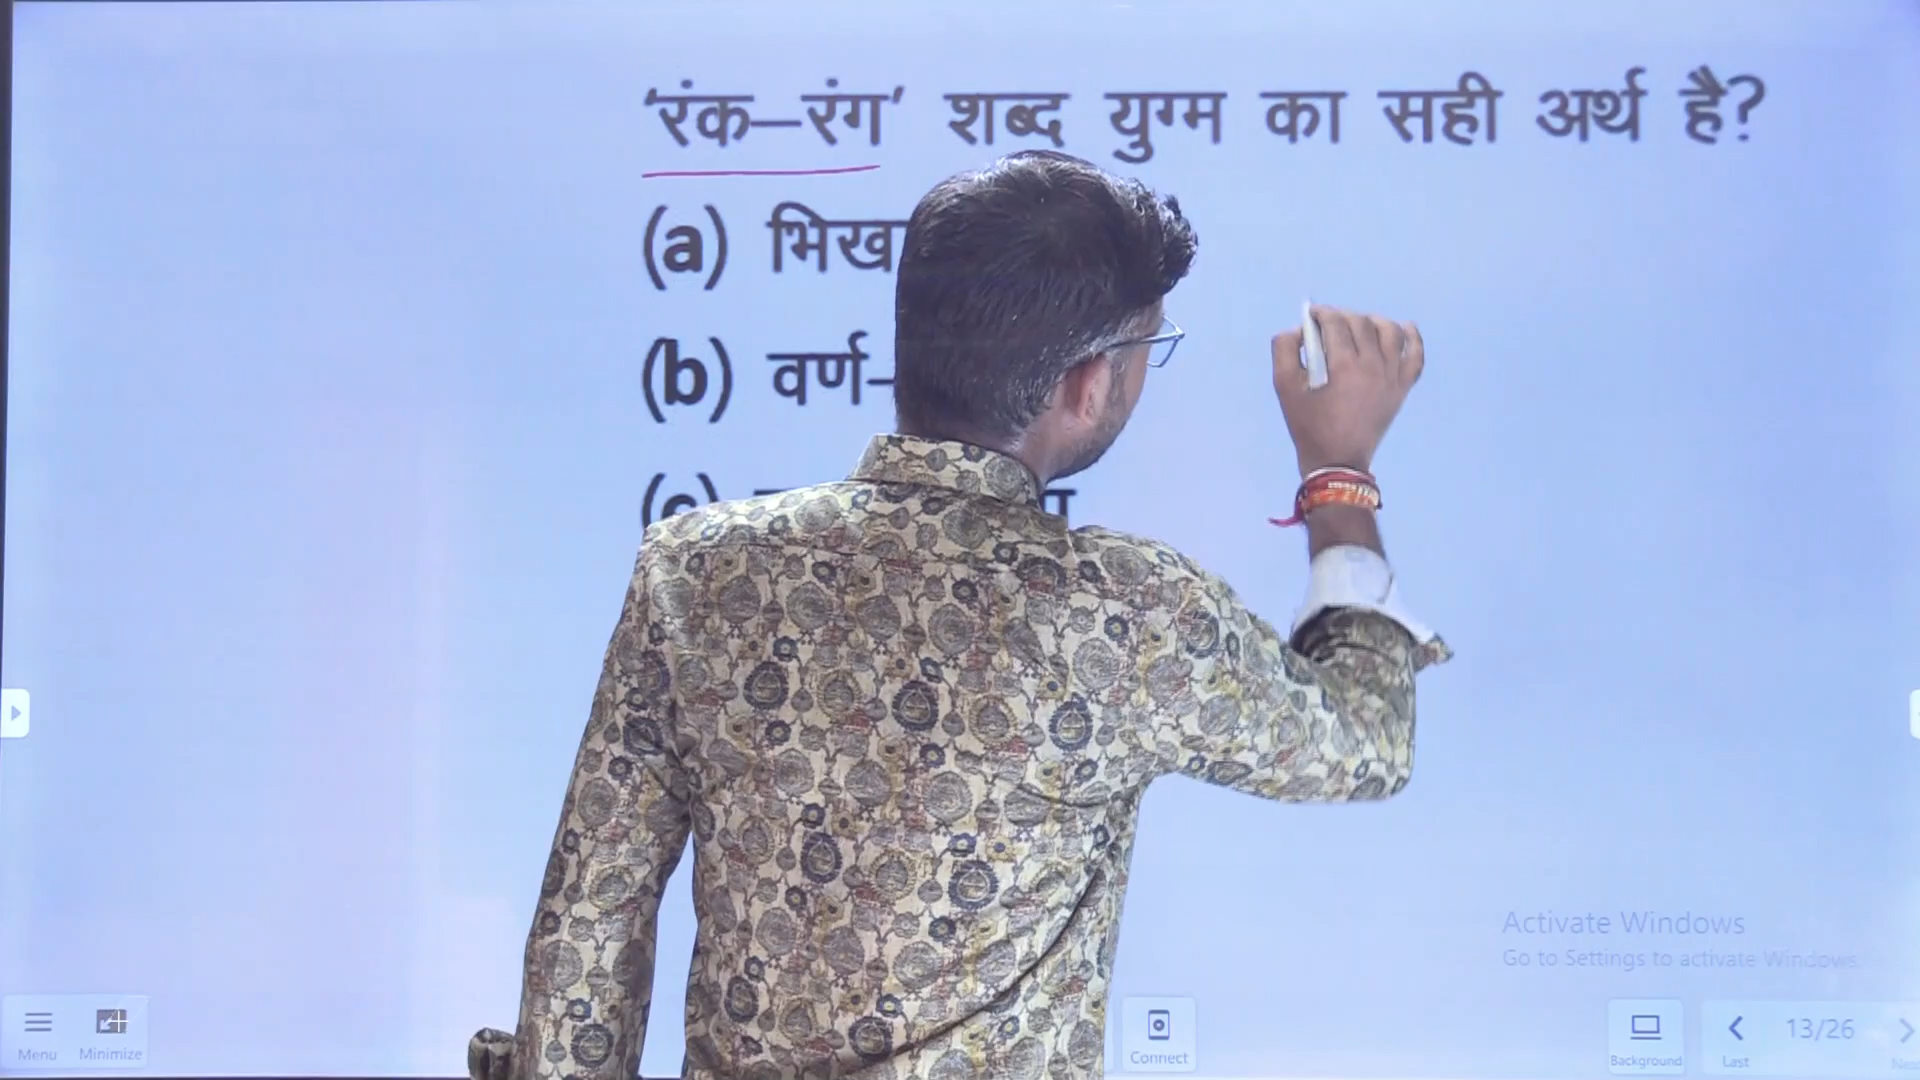 'रंक–रंग' शब्द युग्म का सही अर्थ है?
(a) भिख
(b) वर्ण–
(c)
Activate Windows
Go to Settings to activate Windows.
Menu
Minimize
Connect
Background
Last
13/26